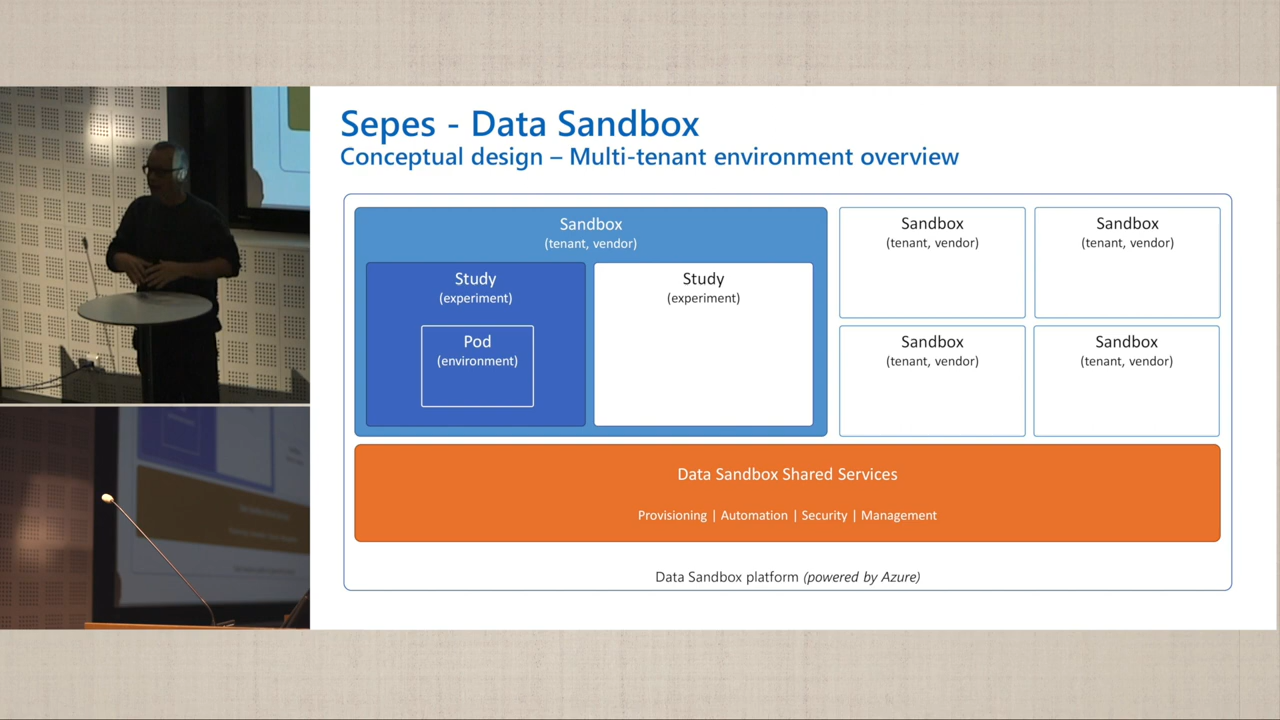 Sepes - Data Sandbox
Conceptual design – Multi-tenant environment overview
Sandbox
(tenant, vendor)
Study
(experiment)
Pod
(environment)
Study
(experiment)
Sandbox
(tenant, vendor)
Sandbox
(tenant, vendor)
Sandbox
(tenant, vendor)
Sandbox
(tenant, vendor)
Data Sandbox Shared Services
Provisioning | Automation | Security | Management
Data Sandbox platform (powered by Azure)